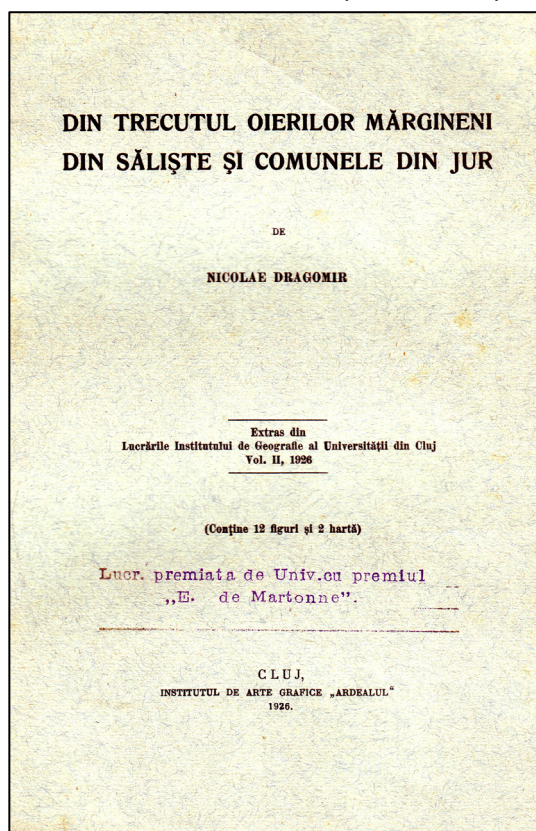 DIN TRECUTUL OIERILOR MĂRGINENI
DIN SĂLIŞTE ŞI COMUNELE DIN JUR
DE
NICOLAE DRAGOMIR
Extras din
Lucrările Institutului de Geografie al Universităţii din Cluj
Vol. II, 1926
(Conţine 12 figuri şi 2 hartă)
Lucr. premiata de Univ.cu premiul
,,E. de Martonne".
CLUJ,
INSTITUTUL DE ARTE GRAFICE „ARDEALUL“
1926.